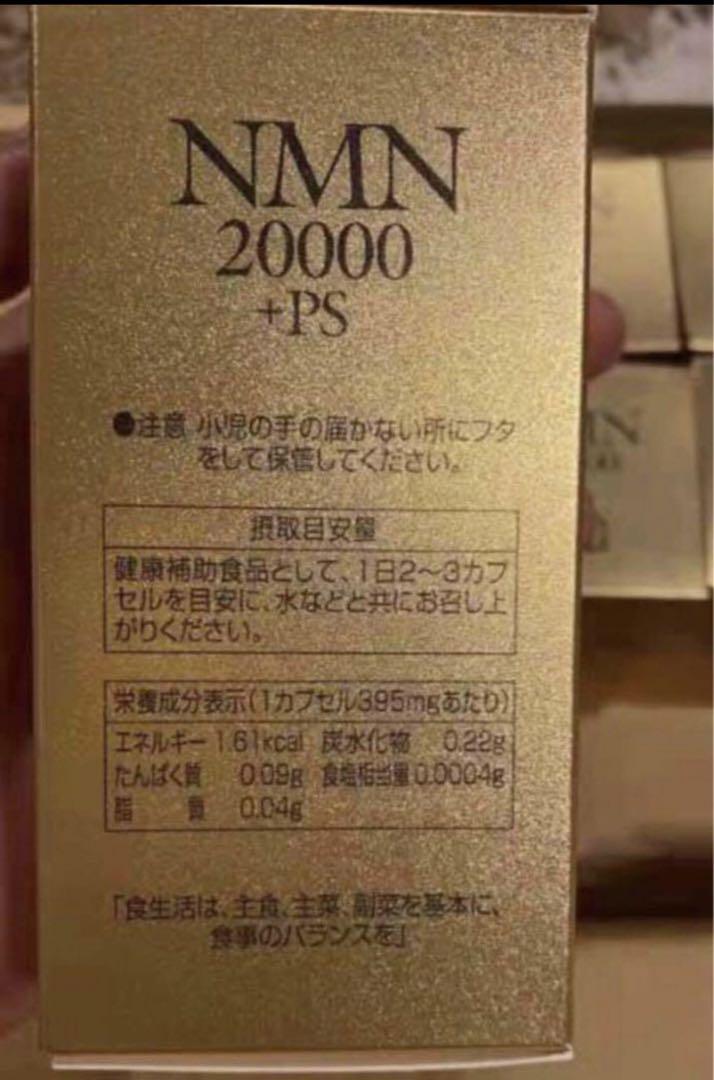 NMN
20000
+PS
●注意 小児の手の届かない所にフタ
をして保管してください。
摂取目安量
健康補助食品として、1日2〜3カプ
セルを目安に、水などと共にお召し上
がりください。
栄養成分表示(1カプセル395mgあたり)
エネルギー 1.61kcal 炭水化物 0.22g
たんぱく質 0.09g 食塩相当量 0.0004g
脂 質 0.04g
「食生活は、主食、主菜、副菜を基本に、
食事のバランスを」